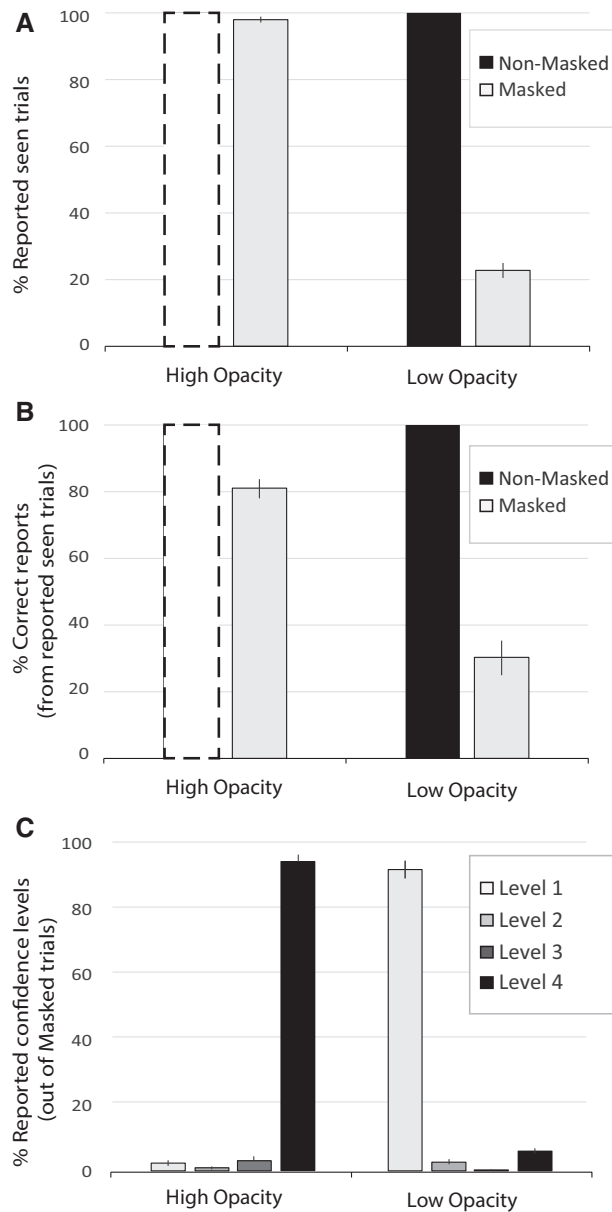 A
% Reported seen trials
100
80
60
40
20
0
Non-Masked
Masked
High Opacity
Low Opacity
B
% Correct reports
(from reported seen trials)
100
80
60
40
20
0
Non-Masked
Masked
High Opacity
Low Opacity
C
% Reported confidence levels
(out of Masked trials)
100
80
60
40
20
0
Level 1
Level 2
Level 3
Level 4
High Opacity
Low Opacity